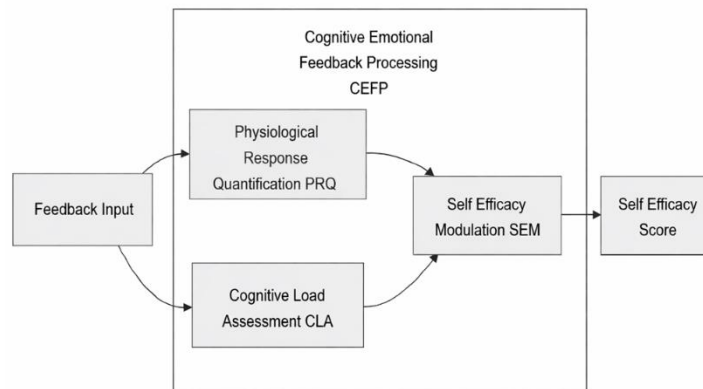 Cognitive Emotional
Feedback Processing
CEFP
Physiological
Response
Quantification PRQ
Feedback Input
Self Efficacy
Modulation SEM
Self Efficacy
Score
Cognitive Load
Assessment CLA